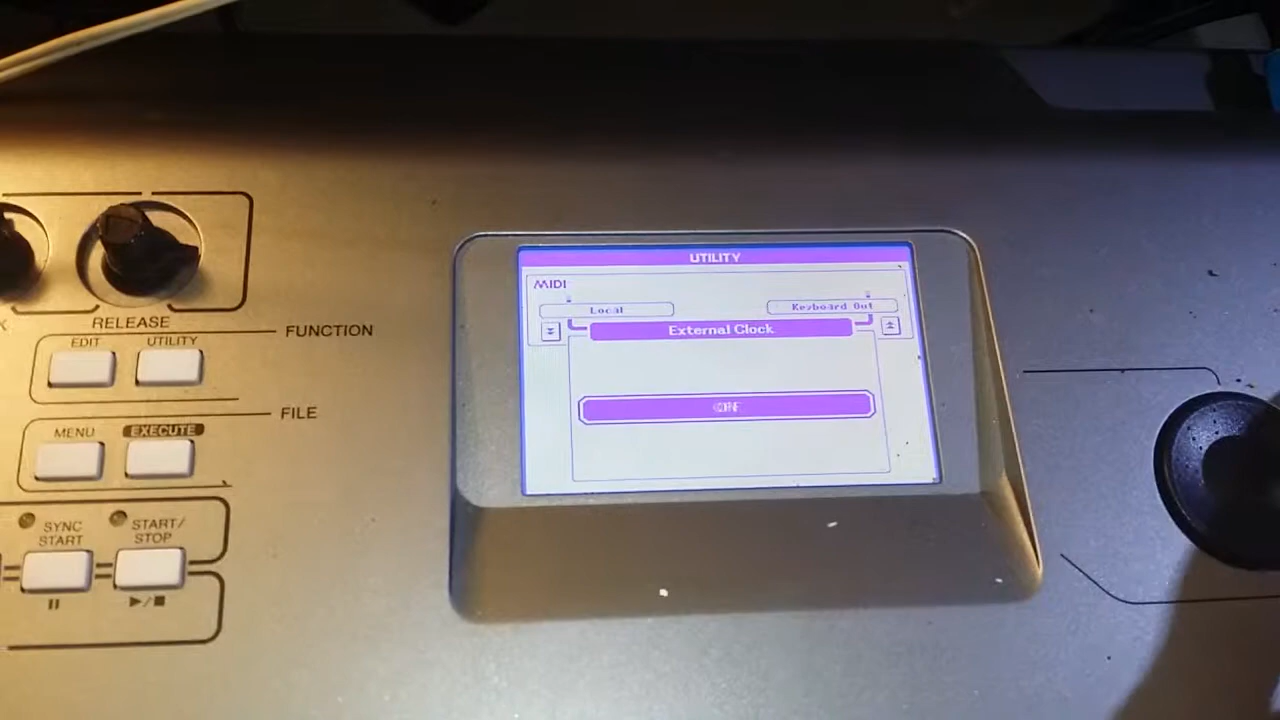 UTILITY
MIDI
Local
Keyboard Out
External Clock
RELEASE
FUNCTION
EDIT
UTILITY
FILE
MENU
EXECUTE
SYNC
START
START/
STOP